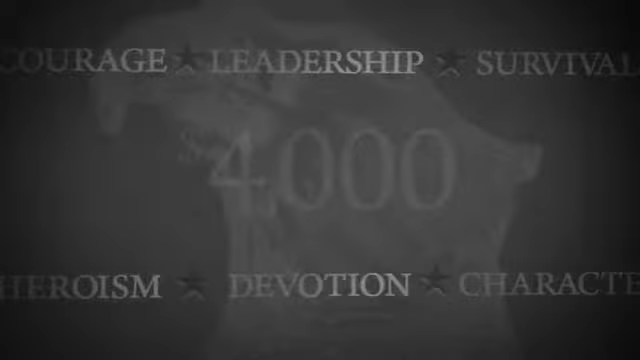 COURAGE ★ LEADERSHIP ★ SURVIVAL
4,000
HEROISM ★ DEVOTION ★ CHARACTE